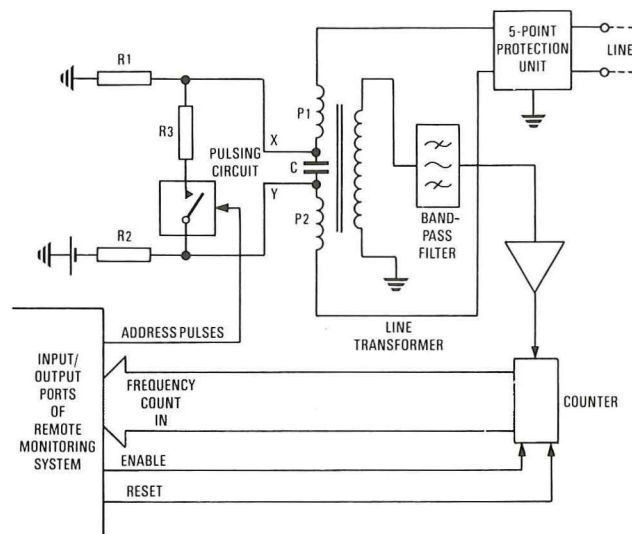 5-POINT
PROTECTION
UNIT
LINE
R1
P1
R3
X
PULSING
CIRCUIT
C
Y
P2
BAND-
PASS
FILTER
R2
ADDRESS PULSES
LINE
TRANSFORMER
INPUT/
OUTPUT
PORTS
OF
REMOTE
MONITORING
SYSTEM
FREQUENCY
COUNT
IN
COUNTER
ENABLE
RESET